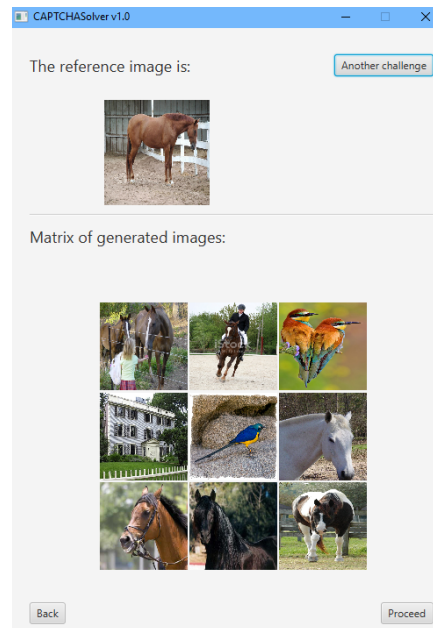 CAPTCHASolver v1.0
The reference image is:
Another challenge
Matrix of generated images:
Back
Proceed